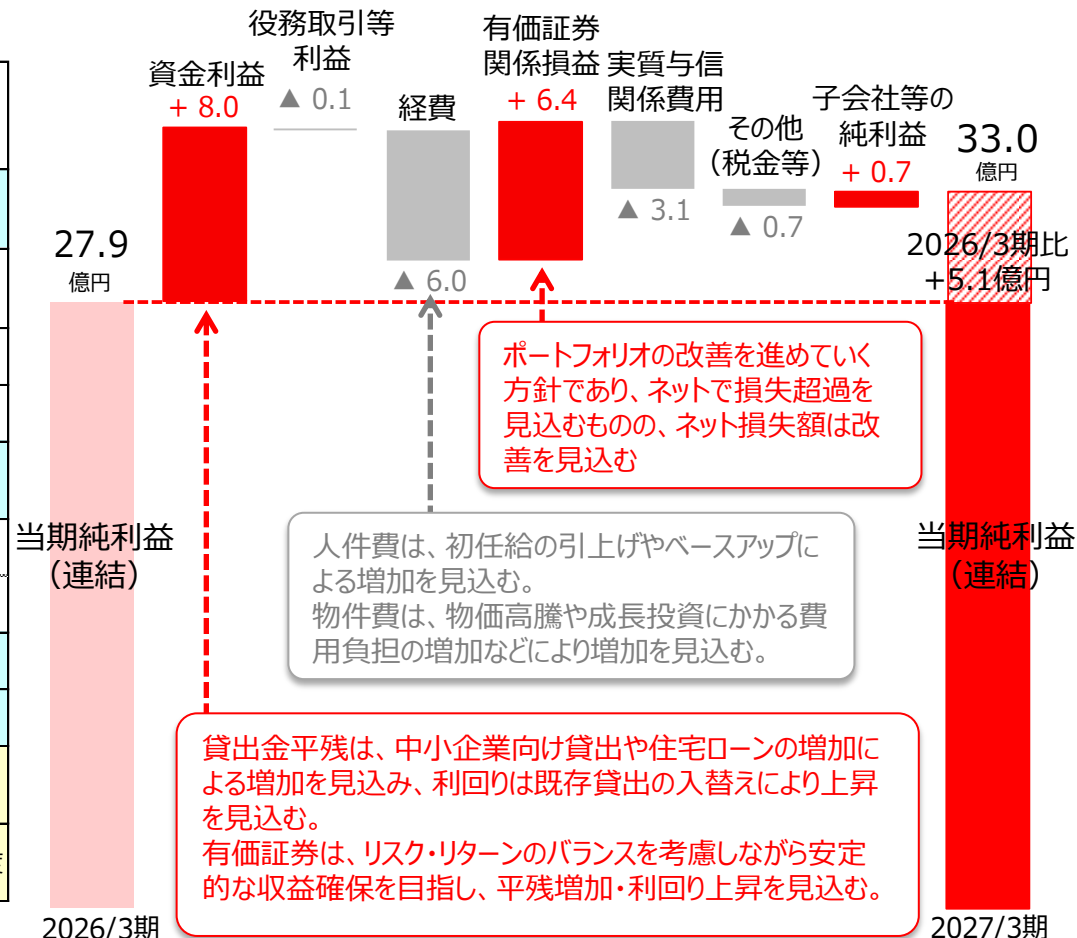 役務取引等
利益
▲ 0.1
有価証券
関係損益
+ 6.4
資金利益
+ 8.0
経費
▲ 6.0
実質与信
関係費用
▲ 3.1
その他
（税金等）
▲ 0.7
子会社等の
純利益
+ 0.7
33.0
億円
27.9
億円
2026/3期比
+5.1億円
ポートフォリオの改善を進めていく
方針であり、ネットで損失超過を
見込むものの、ネット損失額は改
善を見込む
当期純利益
（連結）
人件費は、初任給の引上げやベースアップに
よる増加を見込む。
物件費は、物価高騰や成長投資にかかる費
用負担の増加などにより増加を見込む。
当期純利益
（連結）
貸出金平残は、中小企業向け貸出や住宅ローンの増加に
よる増加を見込み、利回りは既存貸出の入替えにより上昇
を見込む。
有価証券は、リスク・リターンのバランスを考慮しながら安定
的な収益確保を目指し、平残増加・利回り上昇を見込む。
2026/3期
2027/3期